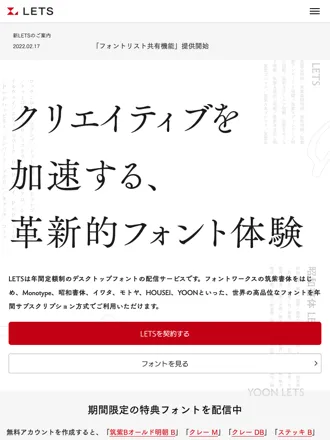 LETS
新LETSのご案内
2022.02.17
「フォントリスト共有機能」提供開始
LETS
クリエイティブを
加速する、
革新的フォント体験
LETSは年間定額制のデスクトップフォントの配信サービスです。フォントワークスの筑紫書体をはじ
め、Monotype、昭和書体、イワタ、モトヤ、HOUSEI、YOONといった、世界の高品位なフォントを年
間サブスクリプション方式でご利用いただけます。
LETSを契約する
フォントを見る
YOON LETS
期間限定の特典フォントを配信中
無料アカウントを作成すると、「筑紫Bオールド明朝 B」「クレー M」「クレー DB」「ステッキ B」